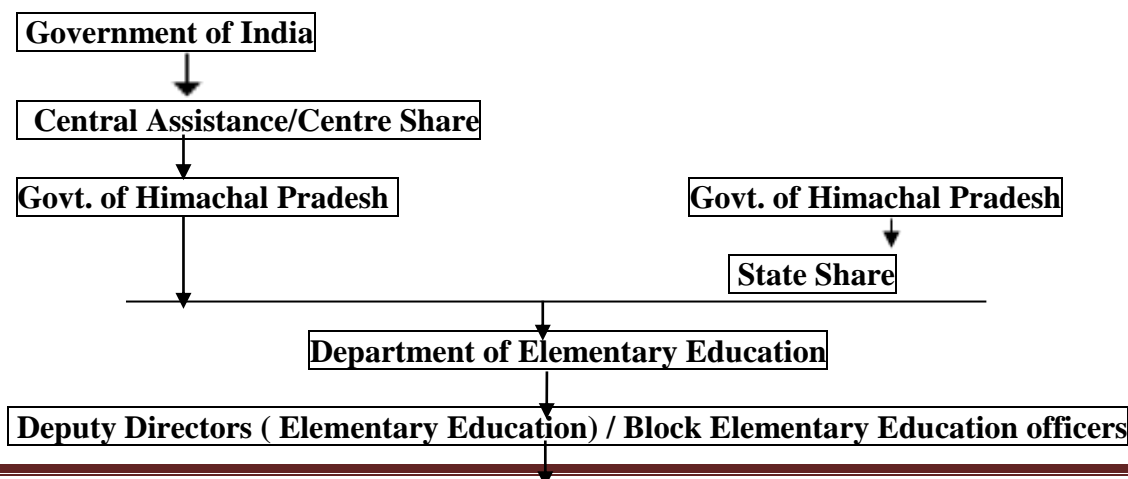 Government of India
Central Assistance/Centre Share
Govt. of Himachal Pradesh
Govt. of Himachal Pradesh
State Share
Department of Elementary Education
Deputy Directors ( Elementary Education) / Block Elementary Education officers